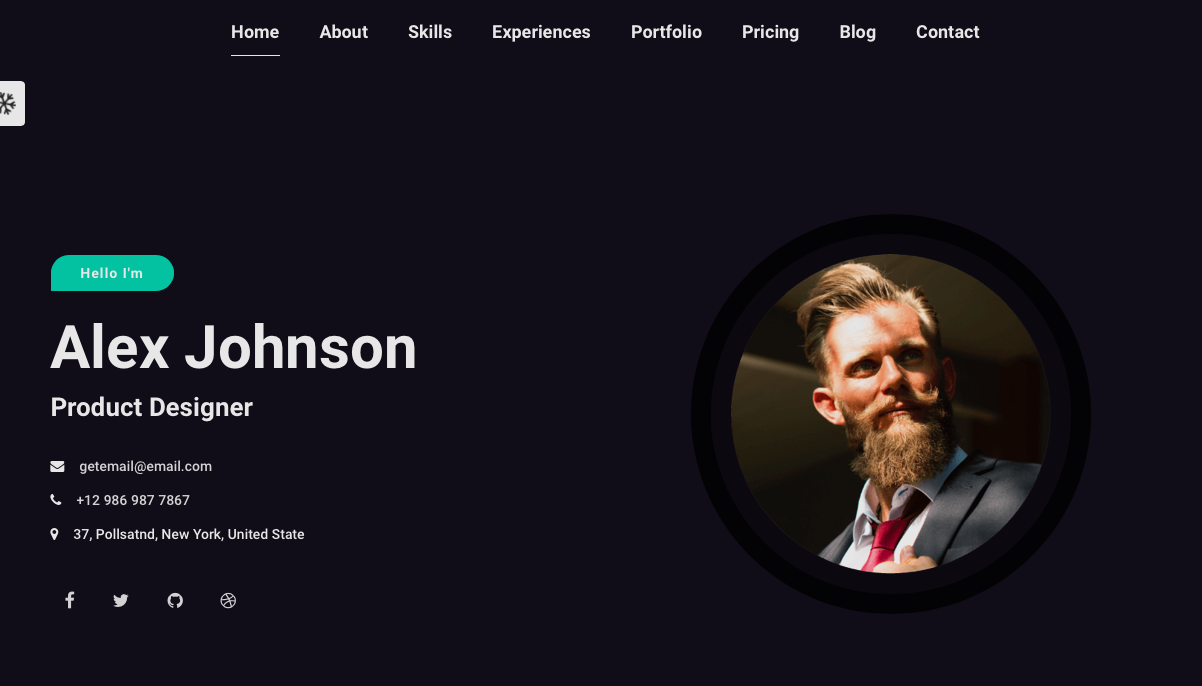 Home About Skills Experiences Portfolio Pricing Blog Contact
Hello I'm
Alex Johnson
Product Designer
getemail@email.com
+12 986 987 7867
37, Pollsatnd, New York, United State